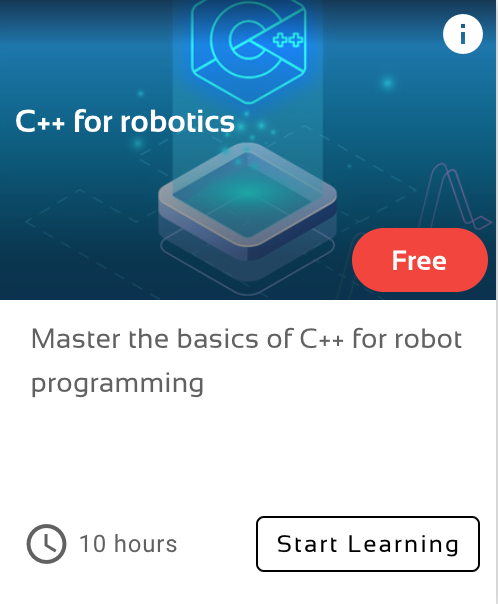 C++
C++ for robotics
Free
Master the basics of C++ for robot
programming
10 hours
Start Learning